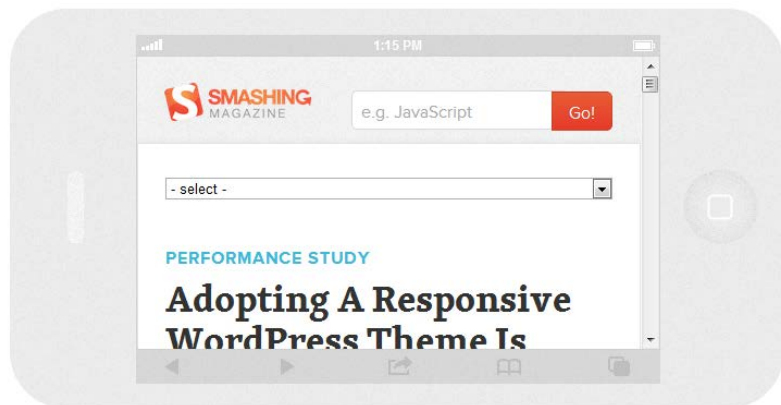 1:15 PM
SMASHING
MAGAZINE
e.g. JavaScript
Go!
- select -
PERFORMANCE STUDY
Adopting A Responsive
WordPress Theme Is